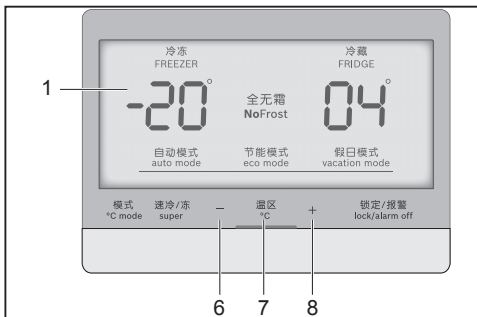 冷冻 冷藏
FREEZER FRIDGE
1 -20° 全无霜 04°
NoFrost
自动模式 节能模式 假日模式
auto mode eco mode vacation mode
模式 速冷/冻 － 温区 + 锁定/报警
°C mode super °C lock/alarm off
6 7 8